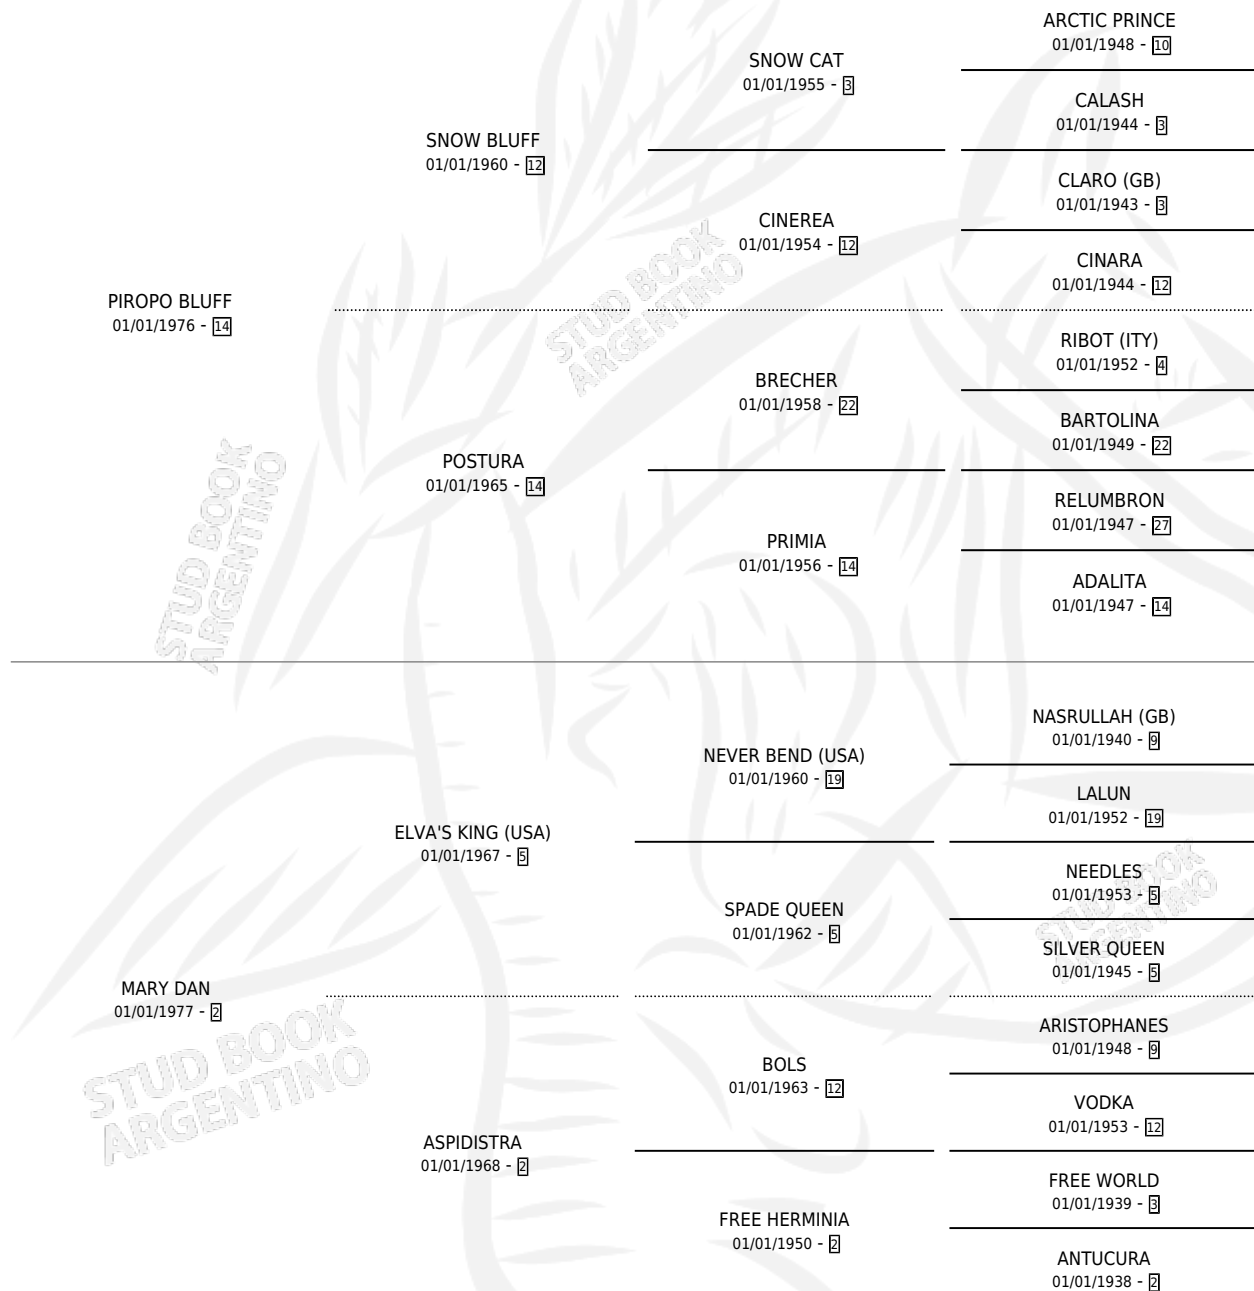 ARCTIC PRINCE
01/01/1948 - 10
SNOW CAT
01/01/1955 - 3
CALASH
01/01/1944 - 3
SNOW BLUFF
01/01/1960 - 12
CLARO (GB)
01/01/1943 - 3
CINEREA
01/01/1954 - 12
CINARA
01/01/1944 - 12
PIROPO BLUFF
01/01/1976 - 14
STUD BOOK
ARGENTINO
RIBOT (ITY)
01/01/1952 - 4
BRECHER
01/01/1958 - 22
BARTOLINA
01/01/1949 - 22
POSTURA
01/01/1965 - 14
STUD BOOK
ARGENTINO
RELUMBRON
01/01/1947 - 27
PRIMIA
01/01/1956 - 14
ADALITA
01/01/1947 - 14
NASRULLAH (GB)
01/01/1940 - 9
NEVER BEND (USA)
01/01/1960 - 19
LALUN
01/01/1952 - 19
ELVA'S KING (USA)
01/01/1967 - 5
NEEDLES
01/01/1953 - 5
STUD BOOK
ARGENTINO
SPADE QUEEN
01/01/1962 - 5
SILVER QUEEN
01/01/1945 - 5
MARY DAN
01/01/1977 - 2
STUD BOOK
ARGENTINO
ARISTOPHANES
01/01/1948 - 9
BOLS
01/01/1963 - 12
VODKA
01/01/1953 - 12
ASPIDISTRA
01/01/1968 - 2
FREE WORLD
01/01/1939 - 3
FREE HERMINIA
01/01/1950 - 2
ANTUCURA
01/01/1938 - 2